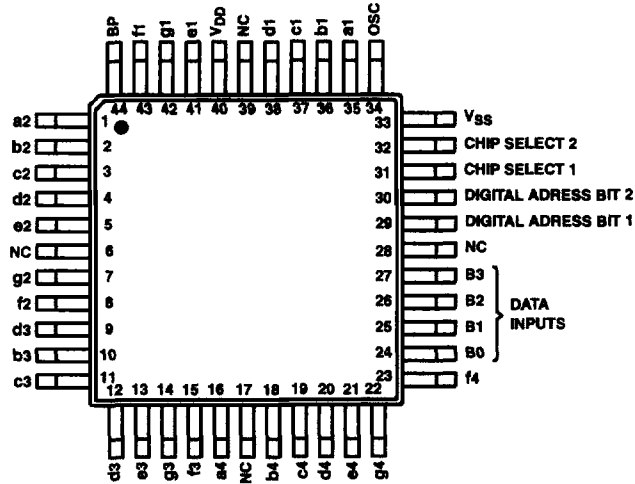 BP f1 g1 e1 VDD NC d1 c1 b1 a1 OSC
44 43 42 41 40 39 38 37 36 35 34
a2 1 33 VSS
b2 2 32 CHIP SELECT 2
c2 3 31 CHIP SELECT 1
d2 4 30 DIGITAL ADRESS BIT 2
e2 5 29 DIGITAL ADRESS BIT 1
NC 6 28 NC
g2 7 27 B3
f2 8 26 B2
d3 9 25 B1
b3 10 24 B0
DATA
INPUTS
c3 11 23 f4
12 13 14 15 16 17 18 19 20 21 22
d3 e3 g3 f3 a4 NC b4 c4 d4 e4 g4